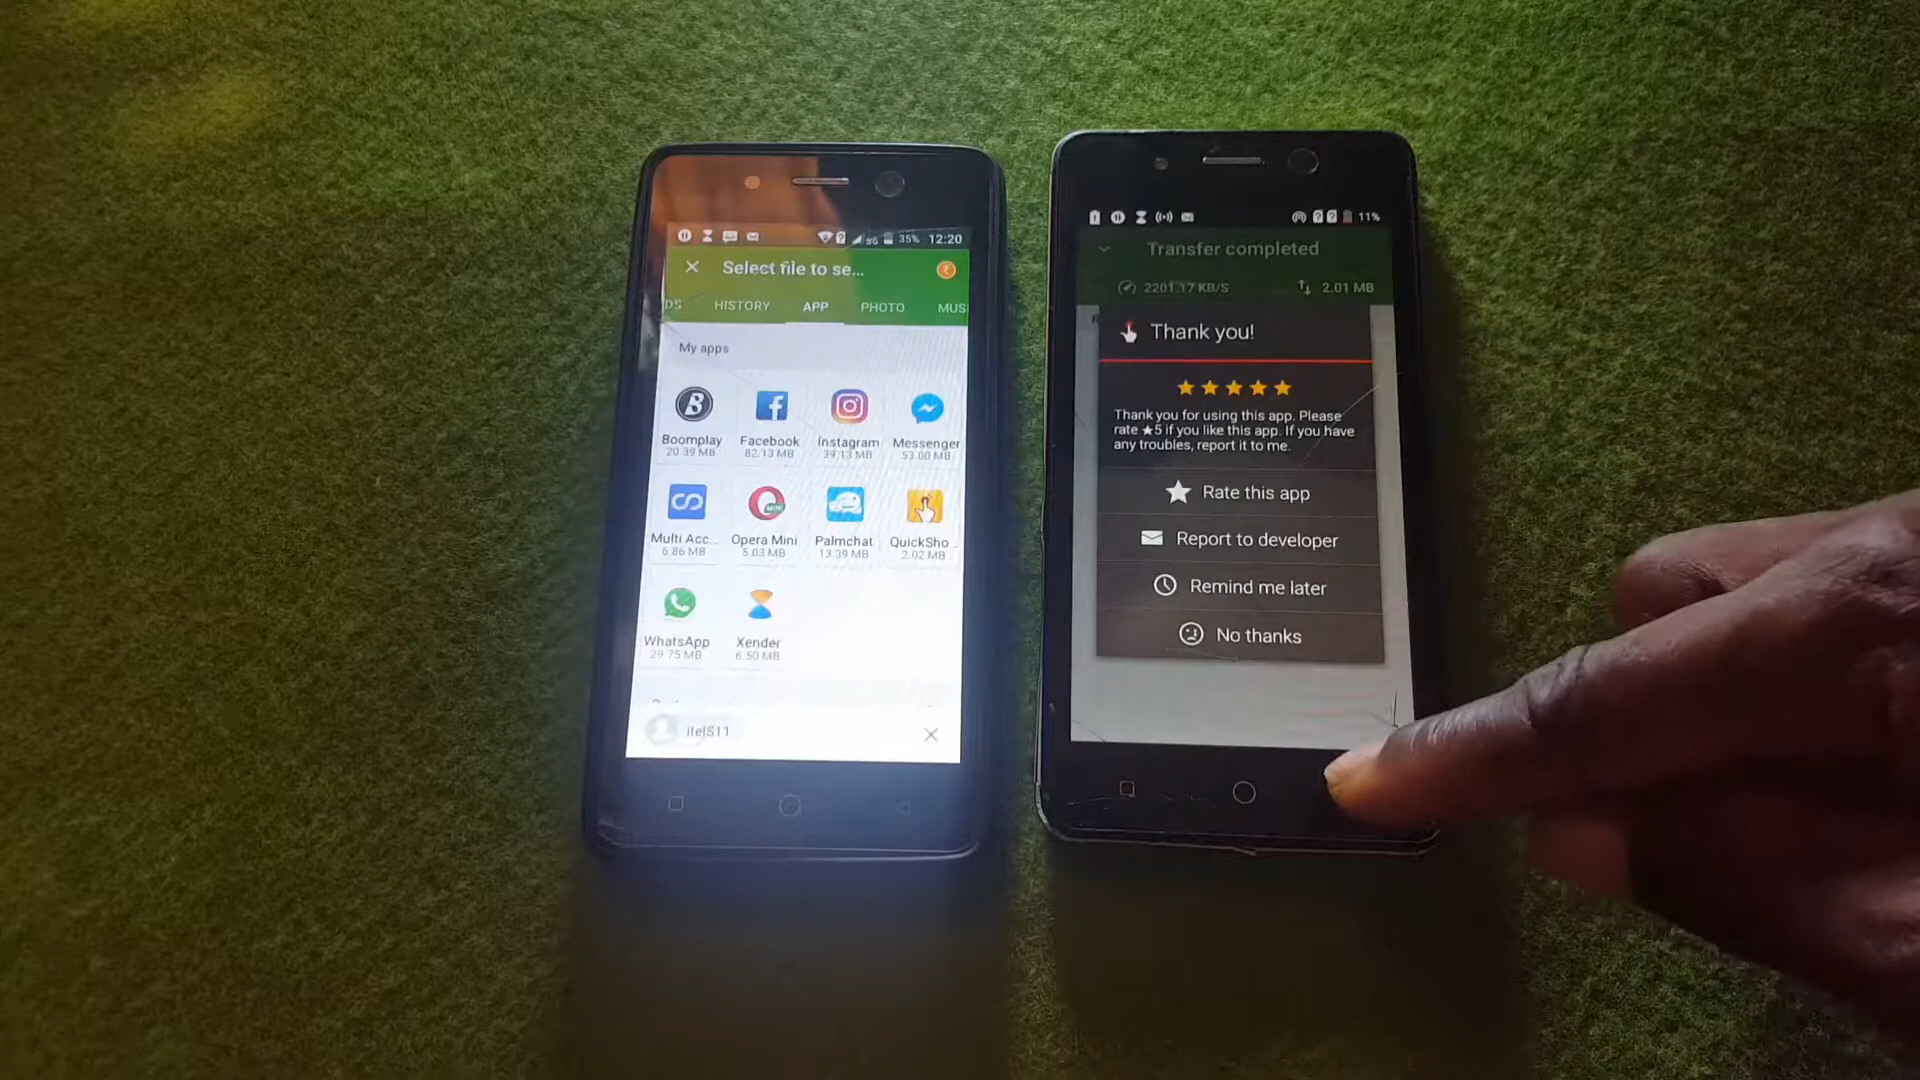 35% 12:20
Select file to se...
DS HISTORY APP PHOTO MUSI
My apps
Boomplay Facebook Instagram Messenger
20.39 MB 82.13 MB 39.13 MB 53.00 MB
Multi Acc... Opera Mini Palmchat QuickSho...
6.86 MB 5.03 MB 13.39 MB 2.02 MB
WhatsApp Xender
29.75 MB 6.50 MB
itelS11
11%
Transfer completed
2201.17 KB/S 2.01 MB
Thank you!
Thank you for using this app. Please
rate ★5 if you like this app. If you have
any troubles, report it to me.
Rate this app
Report to developer
Remind me later
No thanks